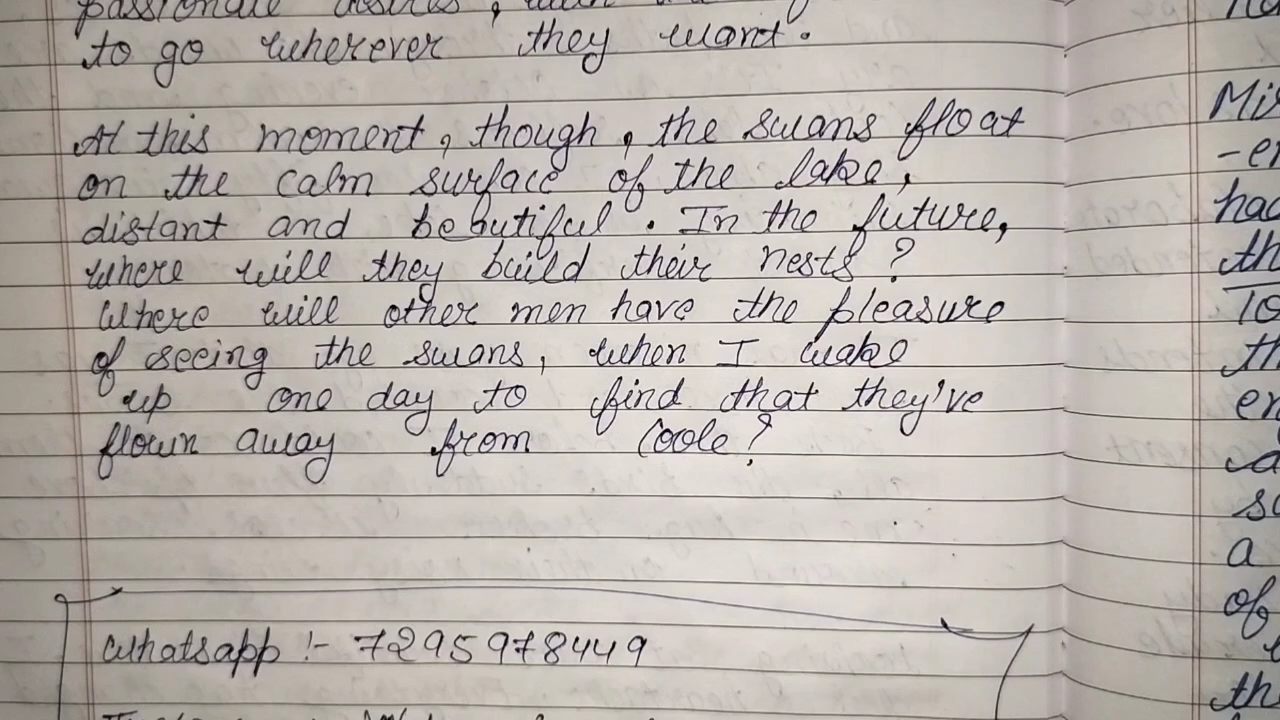 passionate desires,
to go wherever they want.
At this moment, though, the swans float
on the calm surface of the lake,
distant and beautiful. In the future,
where will they build their nests?
Where will other men have the pleasure
of seeing the swans, when I wake
up one day to find that they've
flown away from Coole?
Whatsapp :- 7295978449